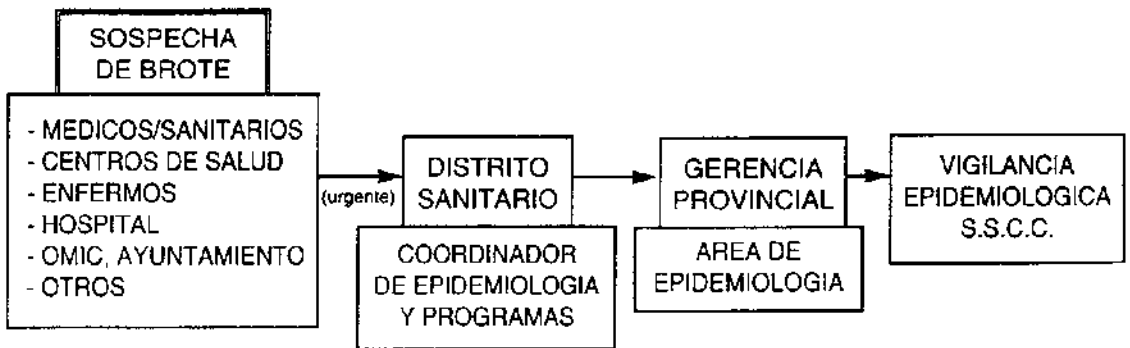 SOSPECHA
DE BROTE
- MEDICOS/SANITARIOS
- CENTROS DE SALUD
- ENFERMOS
- HOSPITAL
- OMIC, AYUNTAMIENTO
- OTROS
(urgente)
DISTRITO
SANITARIO
COORDINADOR
DE EPIDEMIOLOGIA
Y PROGRAMAS
GERENCIA
PROVINCIAL
AREA DE
EPIDEMIOLOGIA
VIGILANCIA
EPIDEMIOLOGICA
S.S.C.C.